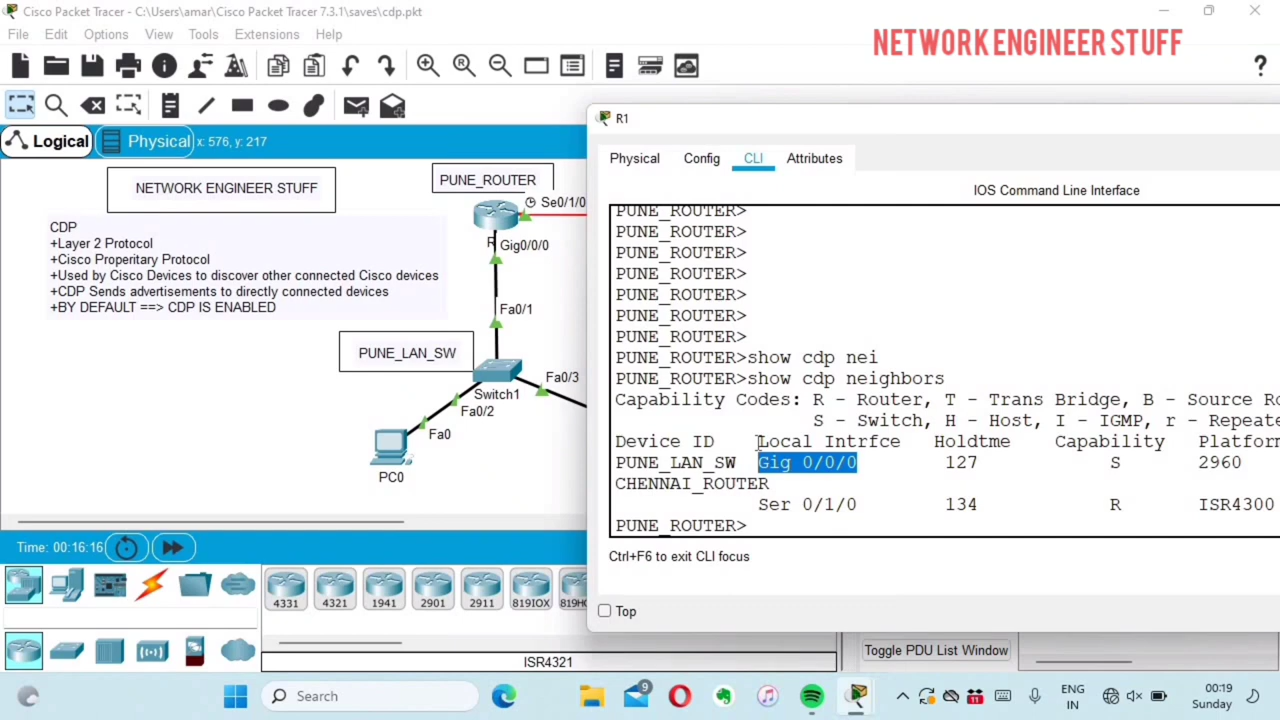 Cisco Packet Tracer - C:\Users\amar\Cisco Packet Tracer 7.3.1\saves\cdp.pkt
File Edit Options View Tools Extensions Help
NETWORK ENGINEER STUFF
?
Logical Physical x: 576, y: 217
R1
Physical Config CLI Attributes
IOS Command Line Interface
NETWORK ENGINEER STUFF
PUNE_ROUTER
Se0/1/0
R
Gig0/0/0
CDP
+Layer 2 Protocol
+Cisco Properitary Protocol
+Used by Cisco Devices to discover other connected Cisco devices
+CDP Sends advertisements to directly connected devices
+BY DEFAULT ==> CDP IS ENABLED
Fa0/1
PUNE_LAN_SW
Fa0/3
Switch1
Fa0/2
Fa0
PC0
PUNE_ROUTER>
PUNE_ROUTER>
PUNE_ROUTER>
PUNE_ROUTER>
PUNE_ROUTER>
PUNE_ROUTER>
PUNE_ROUTER>
PUNE_ROUTER>show cdp nei
PUNE_ROUTER>show cdp neighbors
Capability Codes: R - Router, T - Trans Bridge, B - Source Ro
S - Switch, H - Host, I - IGMP, r - Repeate
Device ID Local Intrfce Holdtme Capability Platfor
PUNE_LAN_SW Gig 0/0/0 127 S 2960
CHENNAI_ROUTER
Ser 0/1/0 134 R ISR4300
PUNE_ROUTER>
Ctrl+F6 to exit CLI focus
Top
Time: 00:16:16
4331 4321 1941 2901 2911 819IOX 819HG
ISR4321
Toggle PDU List Window
Search
9
ENG
IN
00:19
Sunday